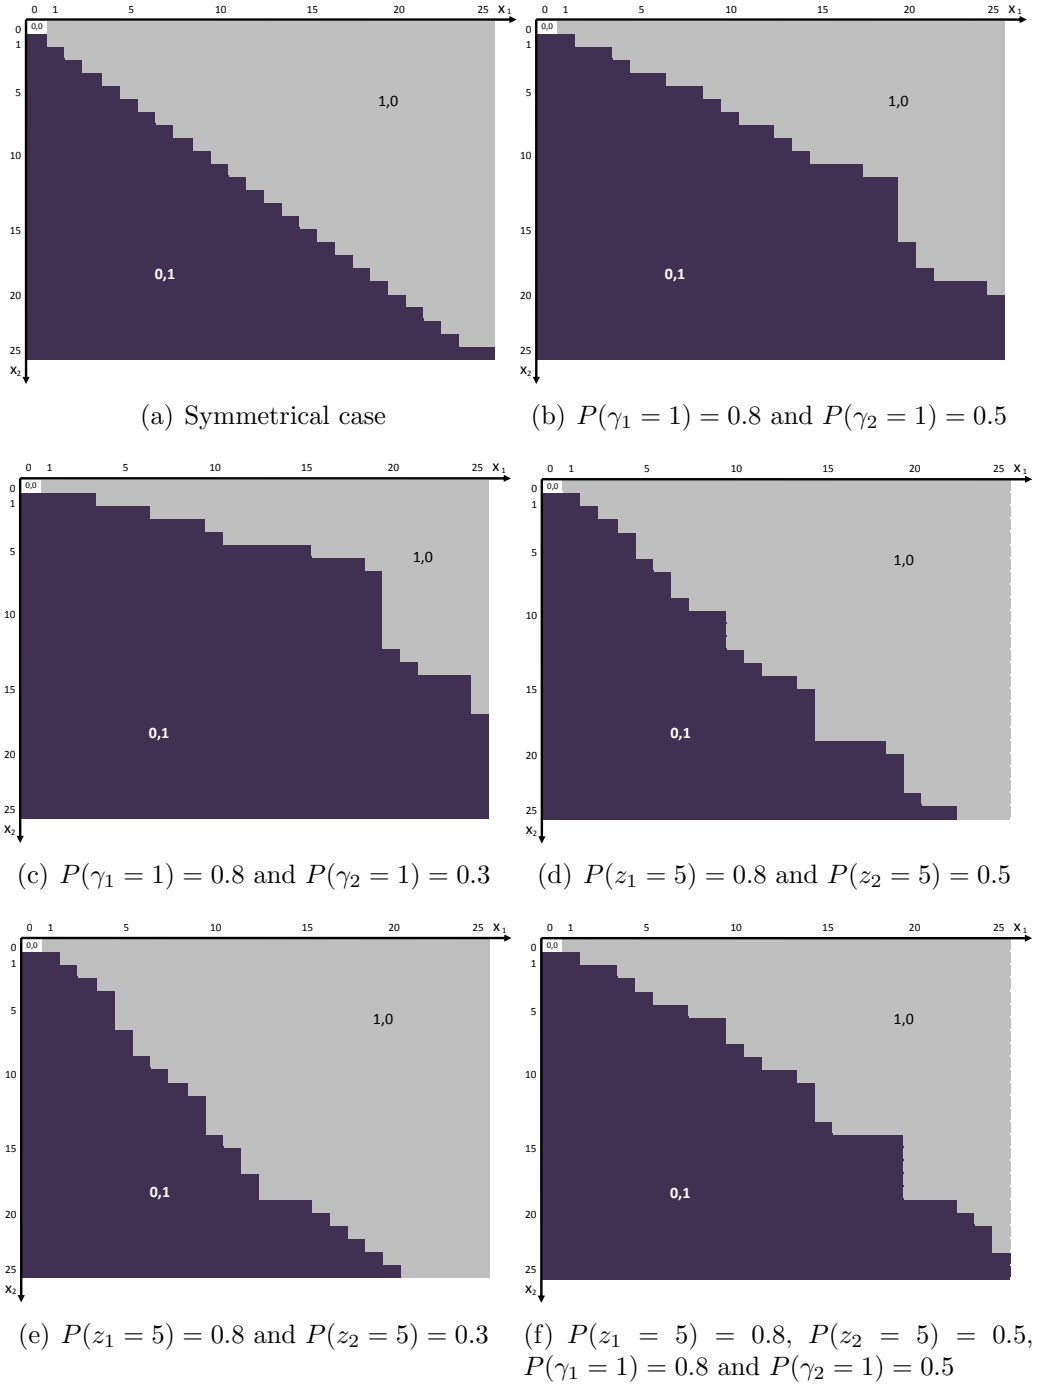 0 1 5 10 15 20 25 X 1
0 0,0
1
5 1,0
10
15
0,1
20
25
X2
(a) Symmetrical case
0 1 5 10 15 20 25 X 1
0 0,0
1
5 1,0
10
15
0,1
20
25
X2
(b) P(γ1 = 1) = 0.8 and P(γ2 = 1) = 0.5
0 1 5 10 15 20 25 X 1
0 0,0
1
5 1,0
10
15
0,1
20
25
X2
(c) P(γ1 = 1) = 0.8 and P(γ2 = 1) = 0.3
0 1 5 10 15 20 25 X 1
0 0,0
1
5 1,0
10
15
0,1
20
25
X2
(d) P(z1 = 5) = 0.8 and P(z2 = 5) = 0.5
0 1 5 10 15 20 25 X 1
0 0,0
1
5 1,0
10
15
0,1
20
25
X2
(e) P(z1 = 5) = 0.8 and P(z2 = 5) = 0.3
0 1 5 10 15 20 25 X 1
0 0,0
1
5 1,0
10
15
0,1
20
25
X2
(f) P(z1 = 5) = 0.8, P(z2 = 5) = 0.5,
P(γ1 = 1) = 0.8 and P(γ2 = 1) = 0.5